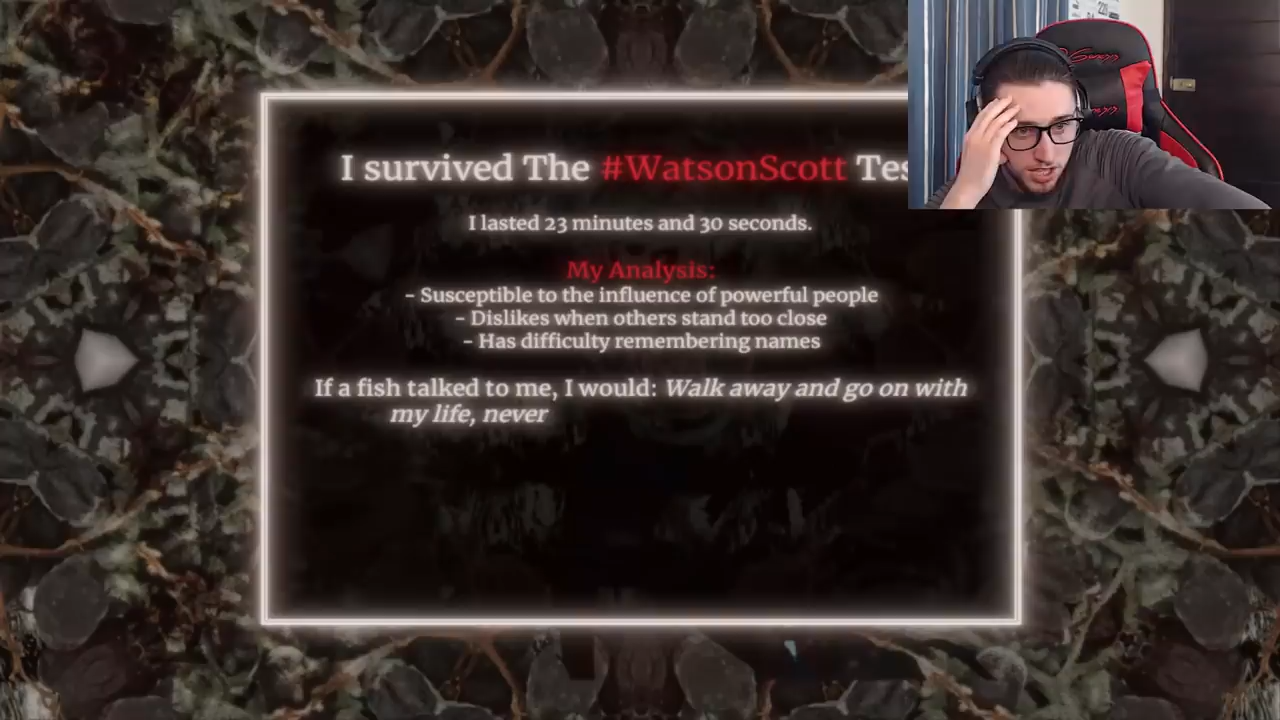 I survived The #WatsonScott Tes
I lasted 23 minutes and 30 seconds.
My Analysis:
- Susceptible to the influence of powerful people
- Dislikes when others stand too close
- Has difficulty remembering names
If a fish talked to me, I would: Walk away and go on with
my life, never